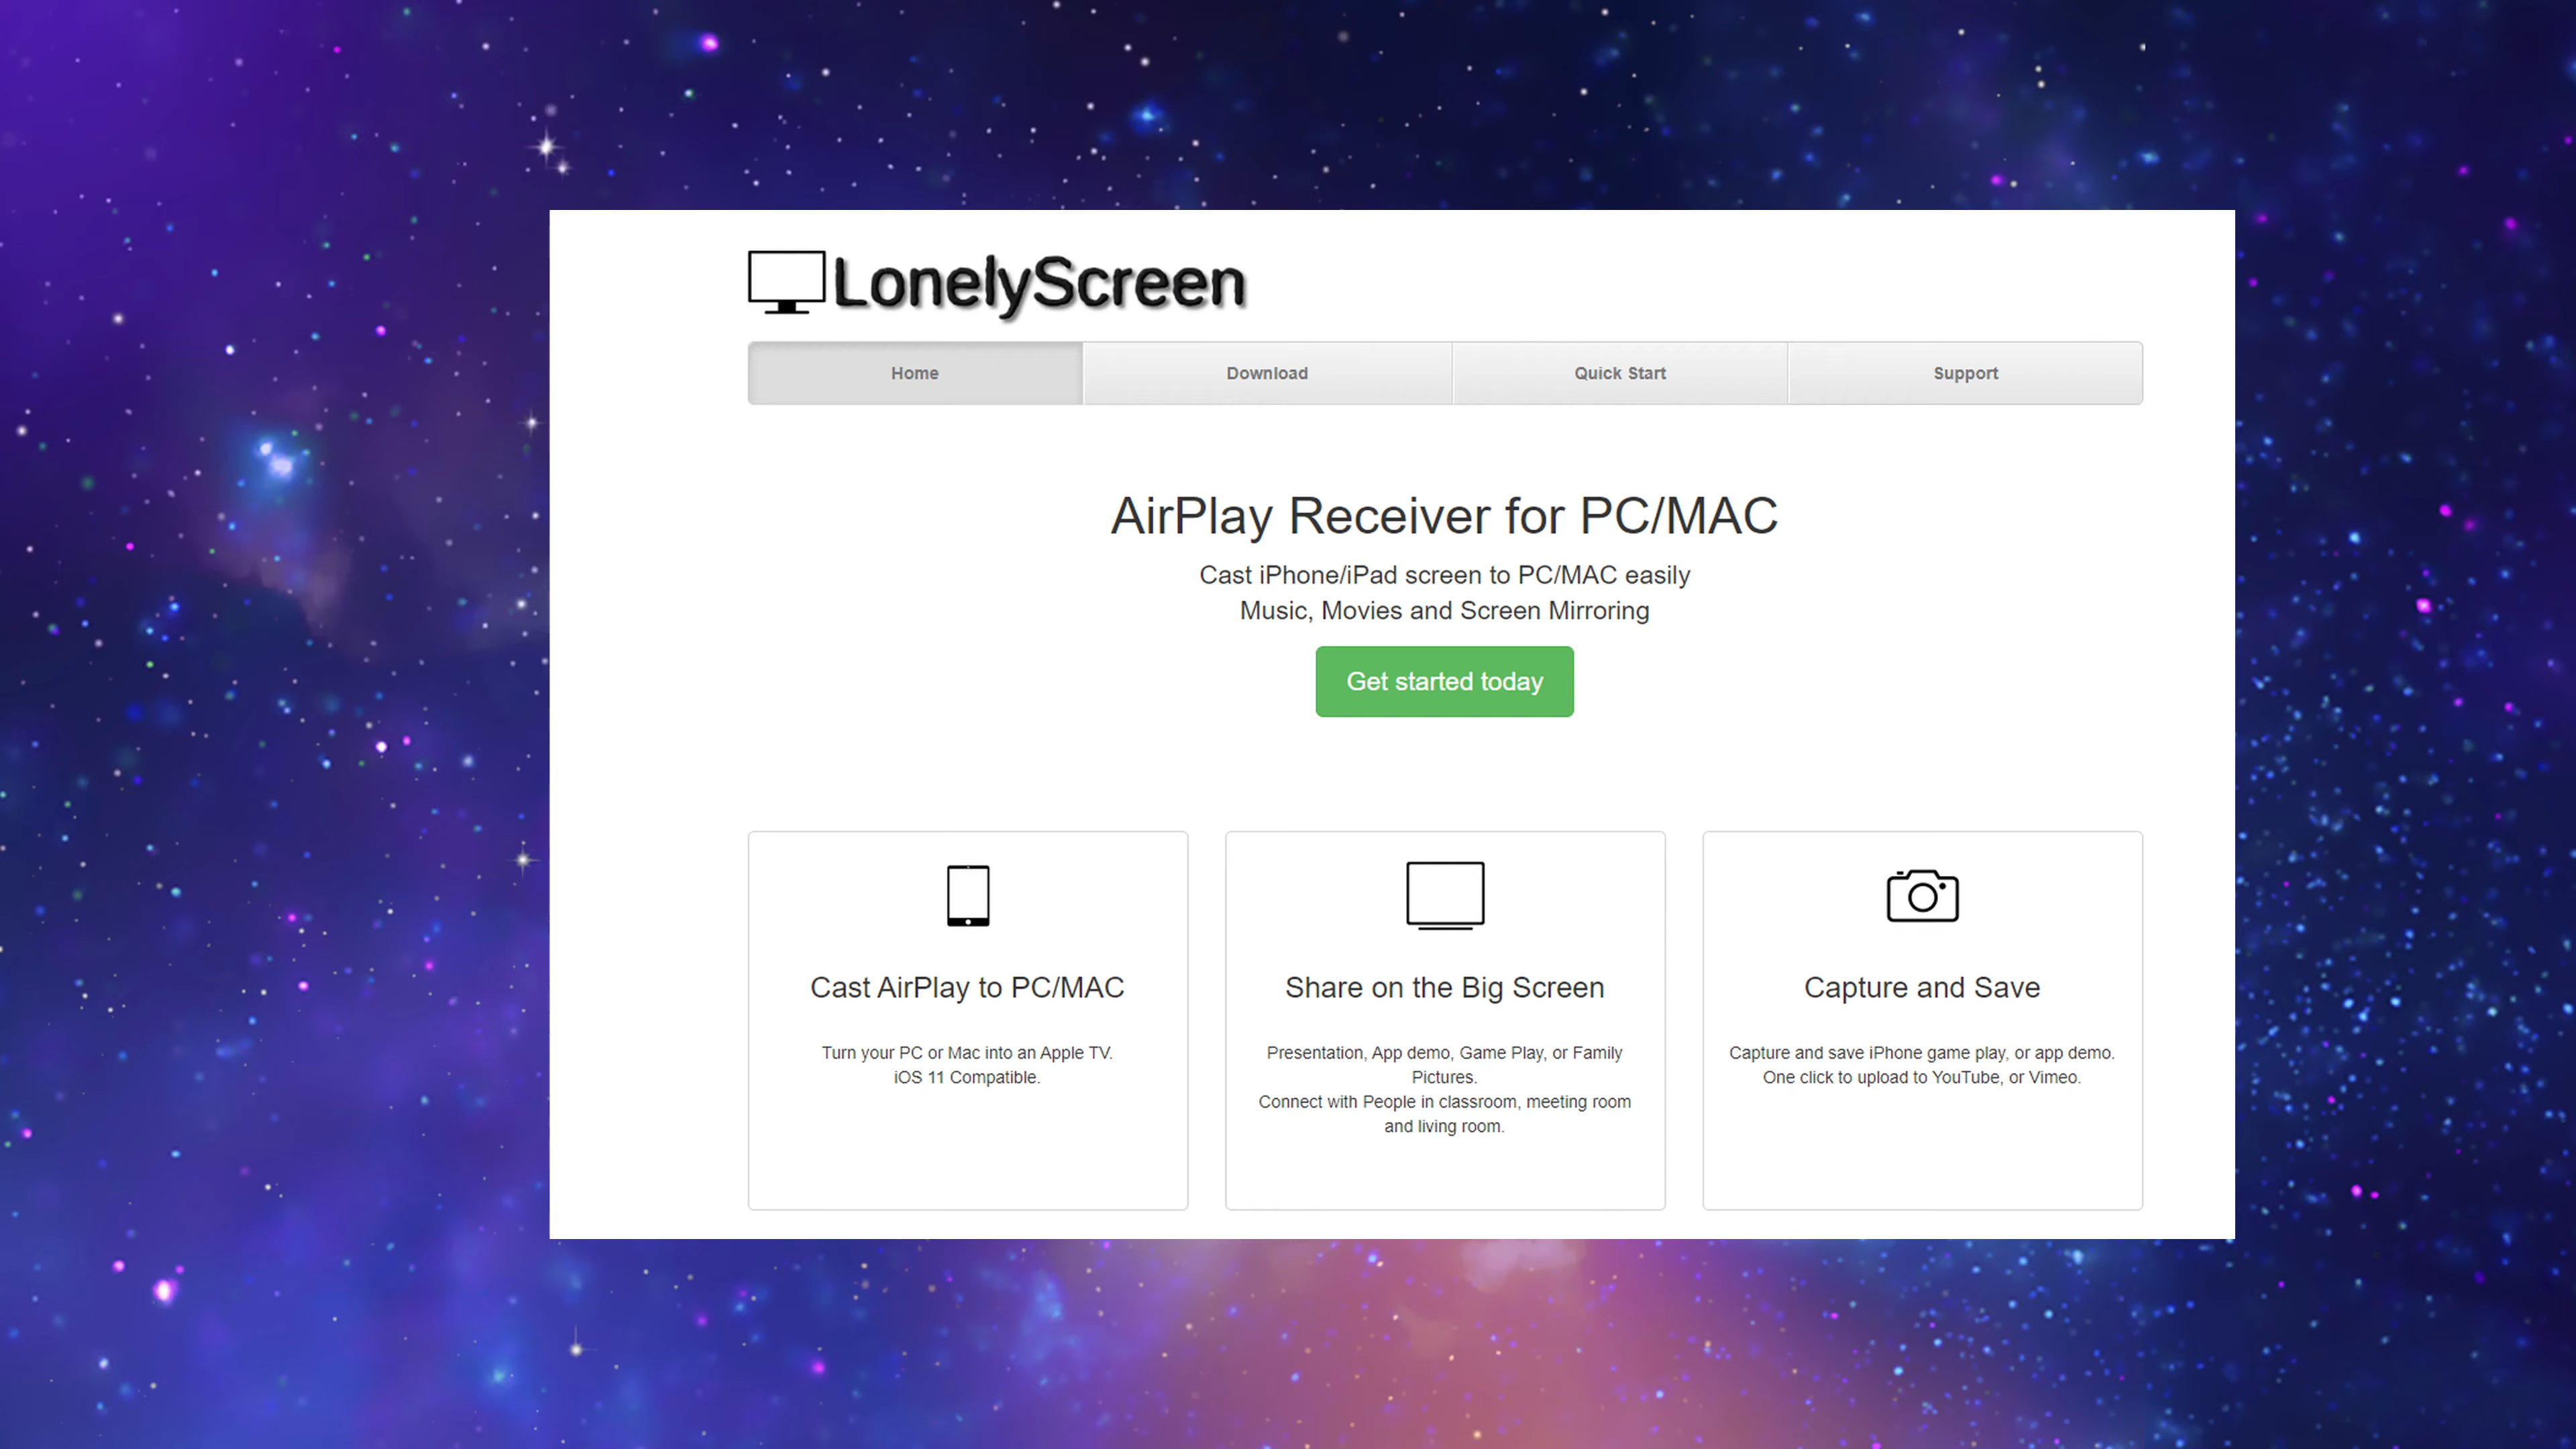 LonelyScreen
Home
Download
Quick Start
Support
AirPlay Receiver for PC/MAC
Cast iPhone/iPad screen to PC/MAC easily
Music, Movies and Screen Mirroring
Get started today
Cast AirPlay to PC/MAC
Turn your PC or Mac into an Apple TV.
iOS 11 Compatible.
Share on the Big Screen
Presentation, App demo, Game Play, or Family
Pictures.
Connect with People in classroom, meeting room
and living room.
Capture and Save
Capture and save iPhone game play, or app demo.
One click to upload to YouTube, or Vimeo.